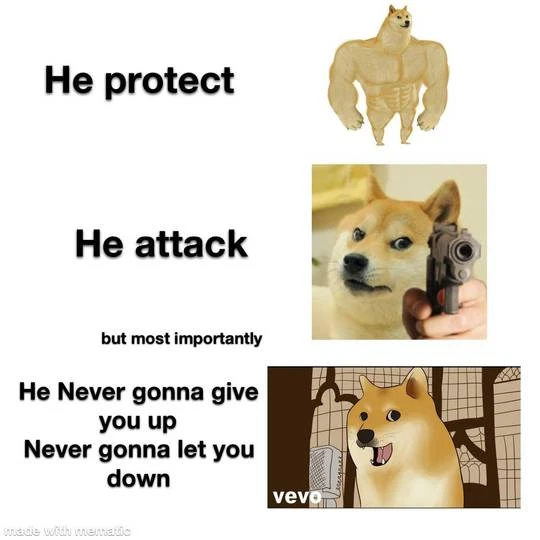 He protect
He attack
but most importantly
He Never gonna give
you up
Never gonna let you
down
vevo
made with mematic